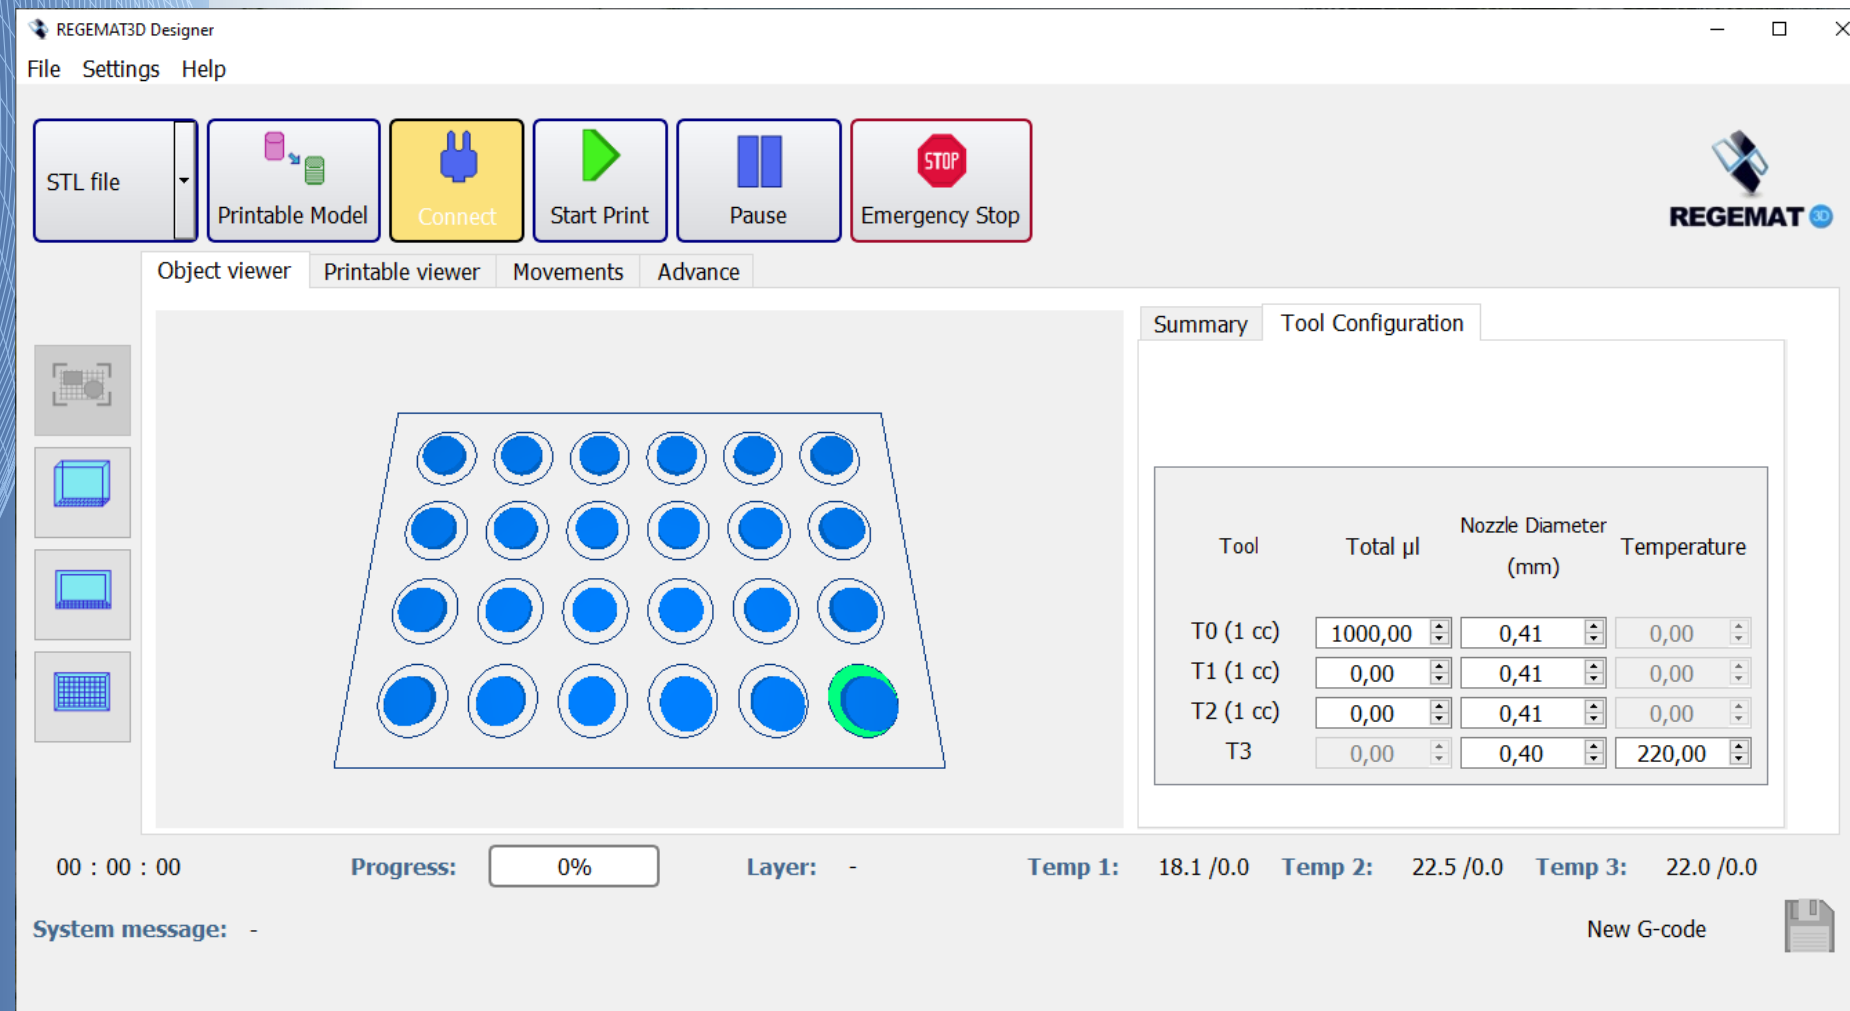 REGEMAT3D Designer
File Settings Help
STL file
Printable Model
Connect
Start Print
Pause
STOP
Emergency Stop
REGEMAT 3D
Object viewer Printable viewer Movements Advance
Summary Tool Configuration
Tool Total µl Nozzle Diameter (mm) Temperature
T0 (1 cc) 1000,00 0,41 0,00
T1 (1 cc) 0,00 0,41 0,00
T2 (1 cc) 0,00 0,41 0,00
T3 0,00 0,40 220,00
00 : 00 : 00 Progress: 0% Layer: - Temp 1: 18.1 /0.0 Temp 2: 22.5 /0.0 Temp 3: 22.0 /0.0
System message: - New G-code